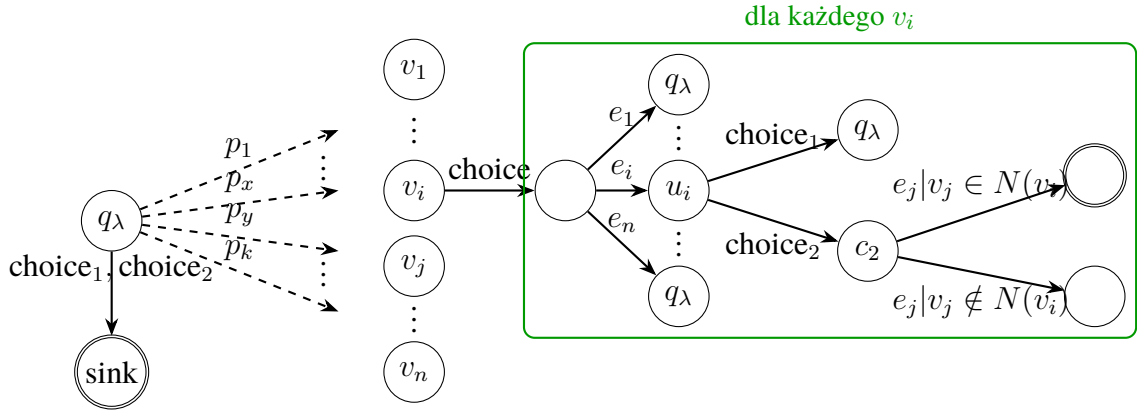 dla każdego v_i
v_1
⋮
v_i
v_j
⋮
v_n
q_λ
p_1
⋮
p_x
p_y
p_k
⋮
choice_1, choice_2
sink
choice
e_1
e_i
e_n
q_λ
⋮
u_i
⋮
q_λ
choice_1
choice_2
q_λ
c_2
e_j|v_j ∈ N(v_i)
e_j|v_j ∉ N(v_i)